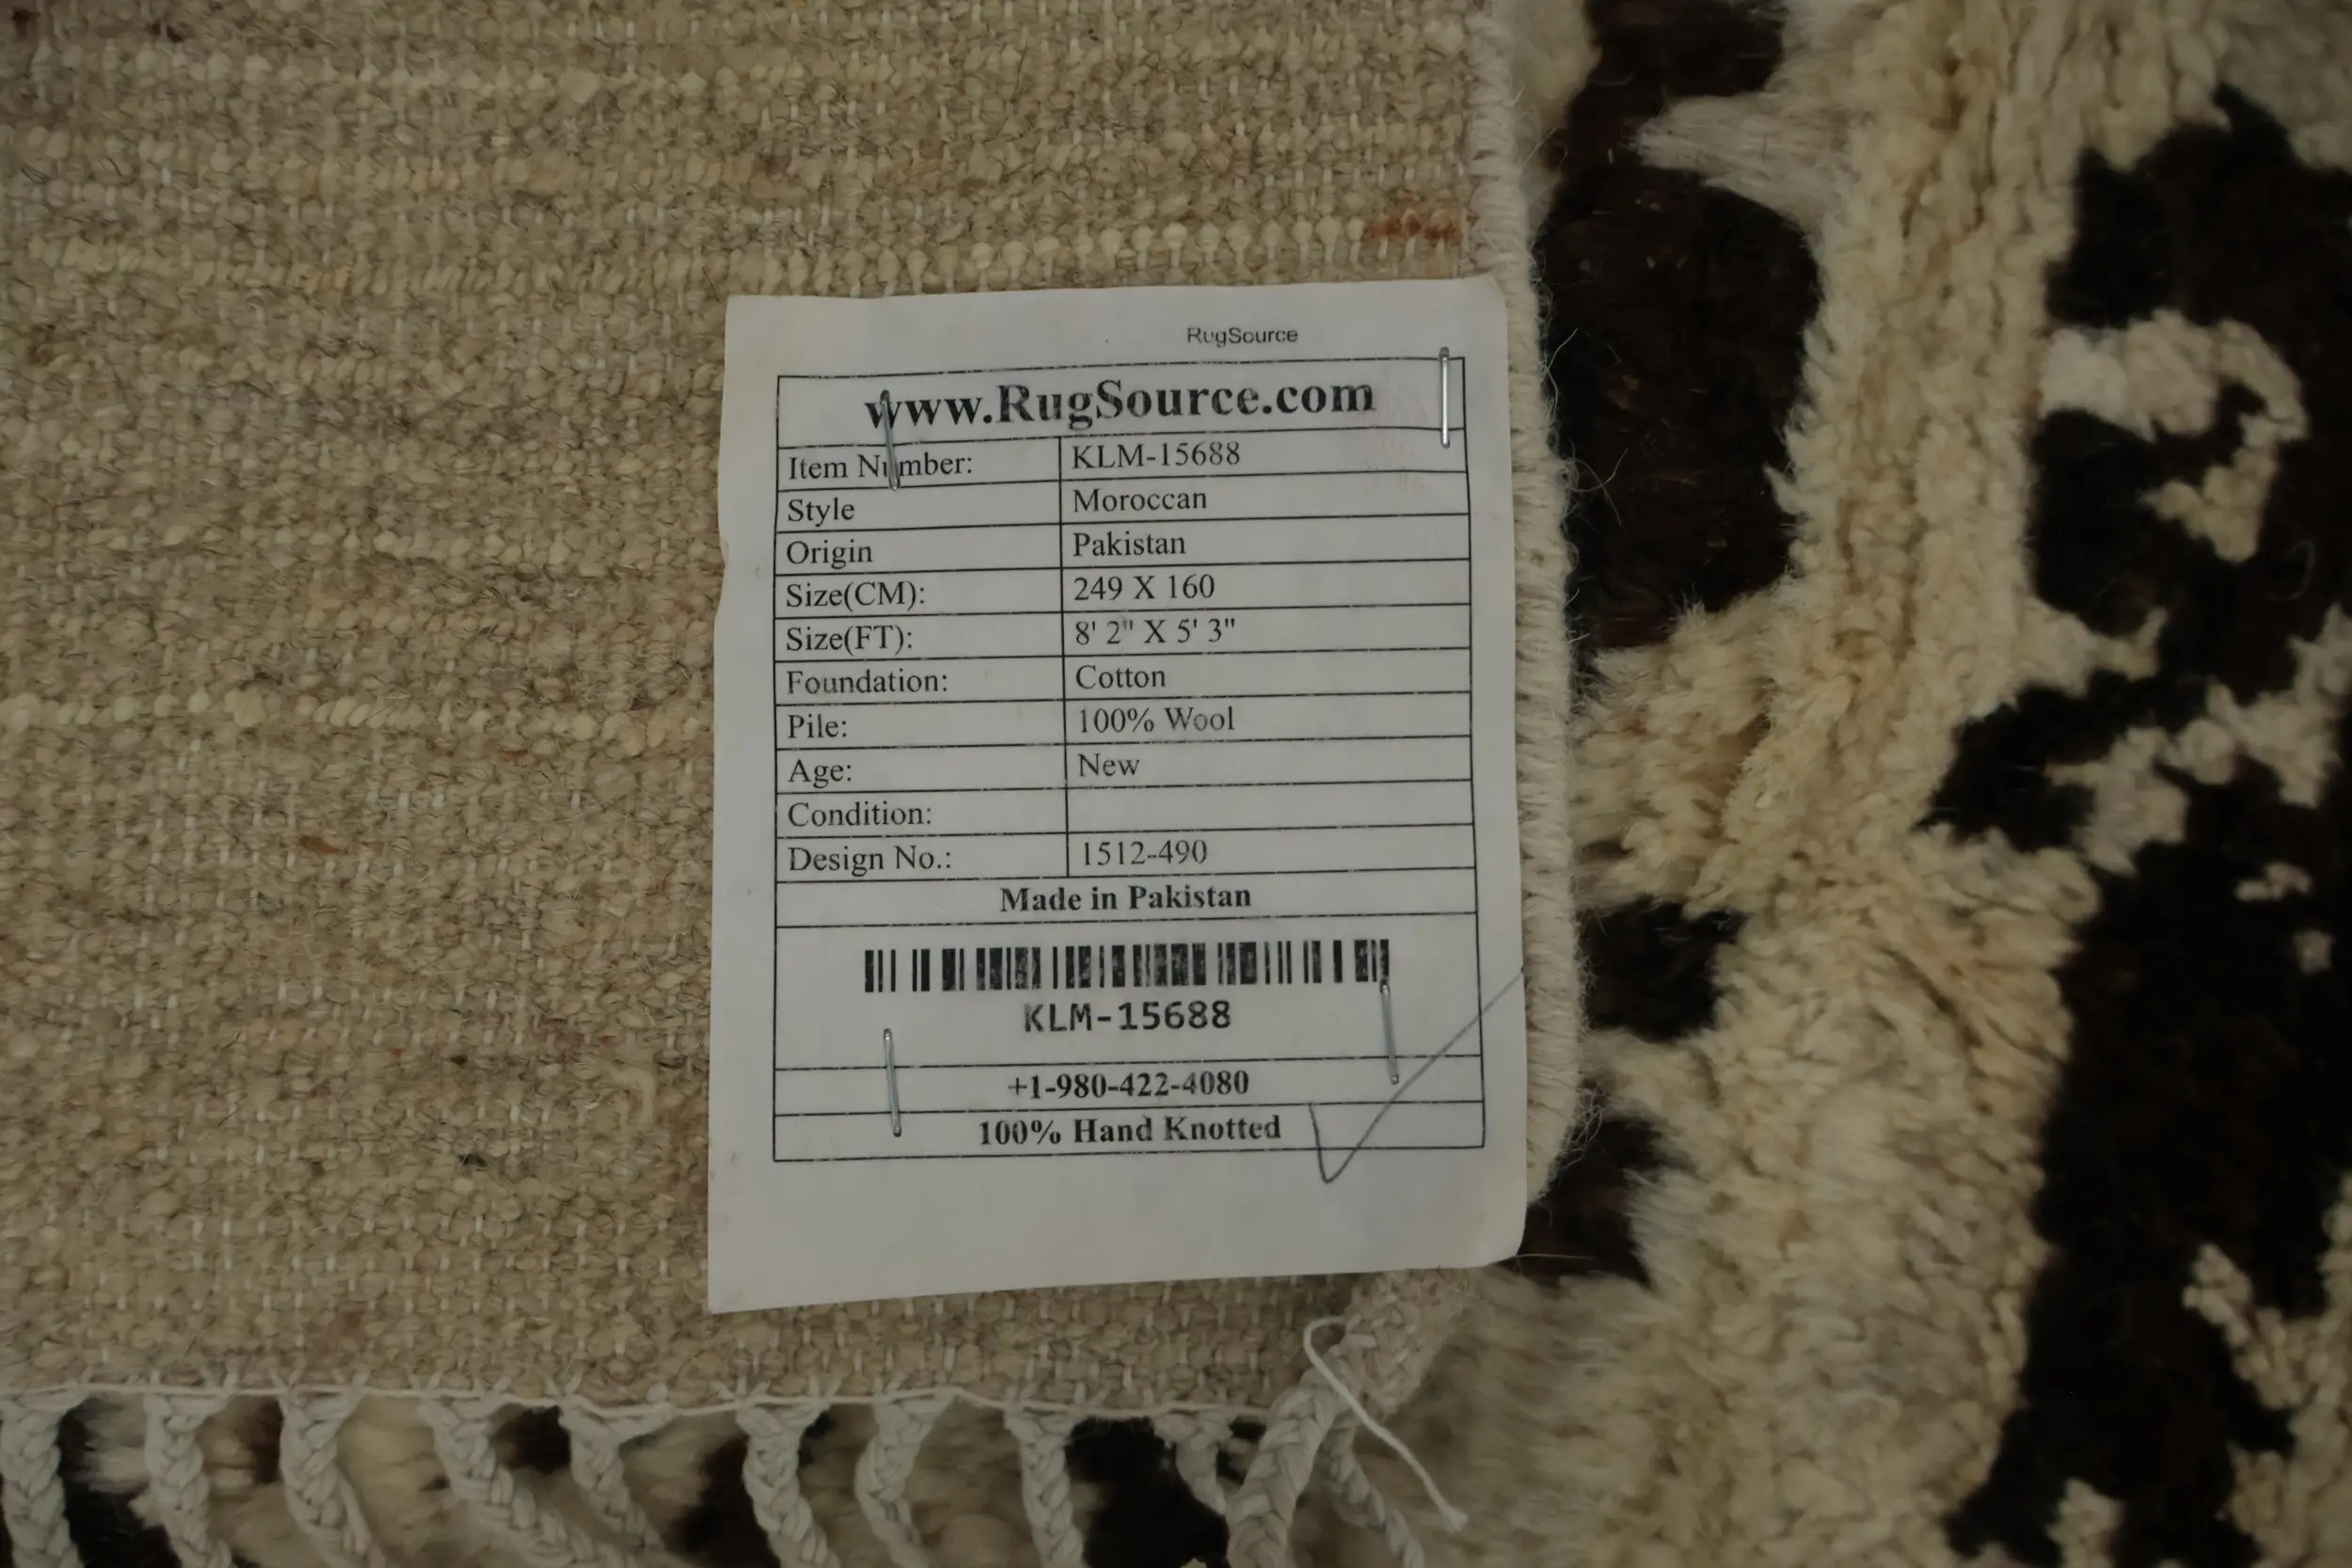 RugSource
www.RugSource.com
Item Number: KLM-15688
Style Moroccan
Origin Pakistan
Size(CM): 249 X 160
Size(FT): 8' 2" X 5' 3"
Foundation: Cotton
Pile: 100% Wool
Age: New
Condition:
Design No.: 1512-490
Made in Pakistan
KLM-15688
+1-980-422-4080
100% Hand Knotted